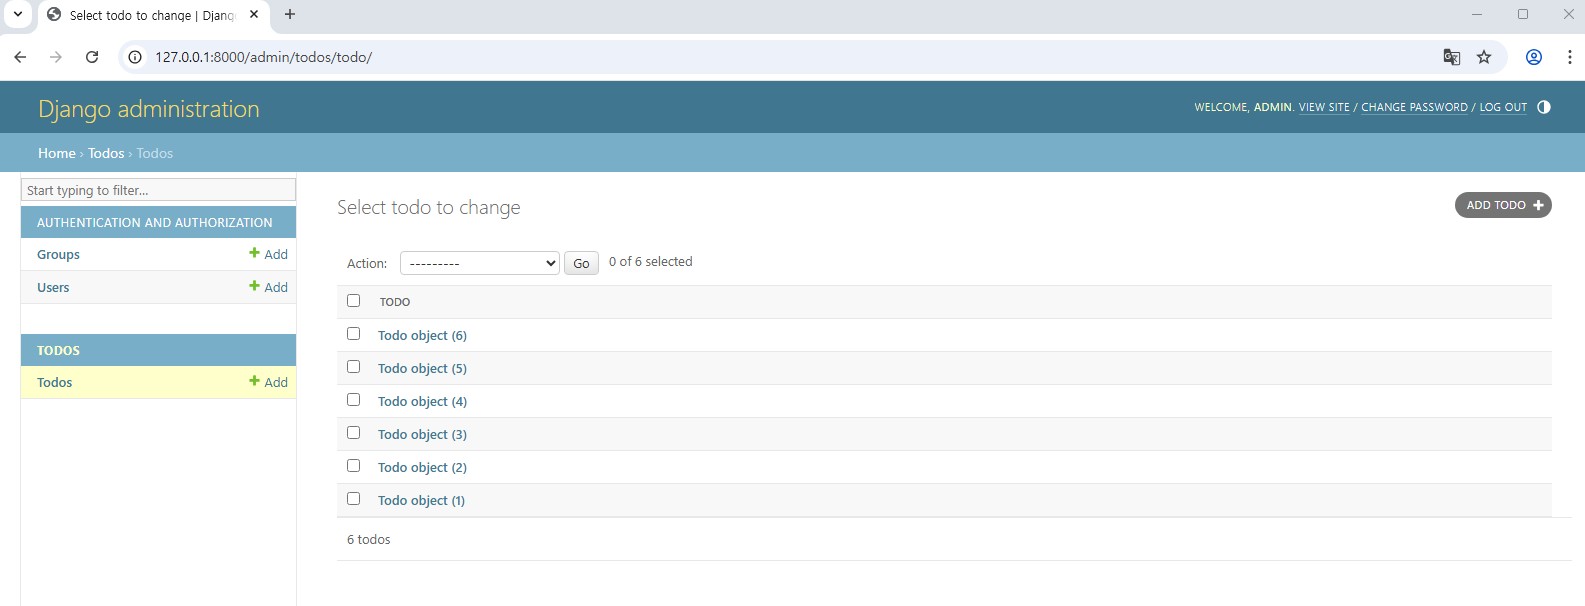 Select todo to change | Djang
127.0.0.1:8000/admin/todos/todo/
Django administration
WELCOME, ADMIN. VIEW SITE / CHANGE PASSWORD / LOG OUT
Home › Todos › Todos
Start typing to filter...
AUTHENTICATION AND AUTHORIZATION
Groups + Add
Users + Add
TODOS
Todos + Add
Select todo to change
ADD TODO +
Action: --------- Go 0 of 6 selected
TODO
Todo object (6)
Todo object (5)
Todo object (4)
Todo object (3)
Todo object (2)
Todo object (1)
6 todos